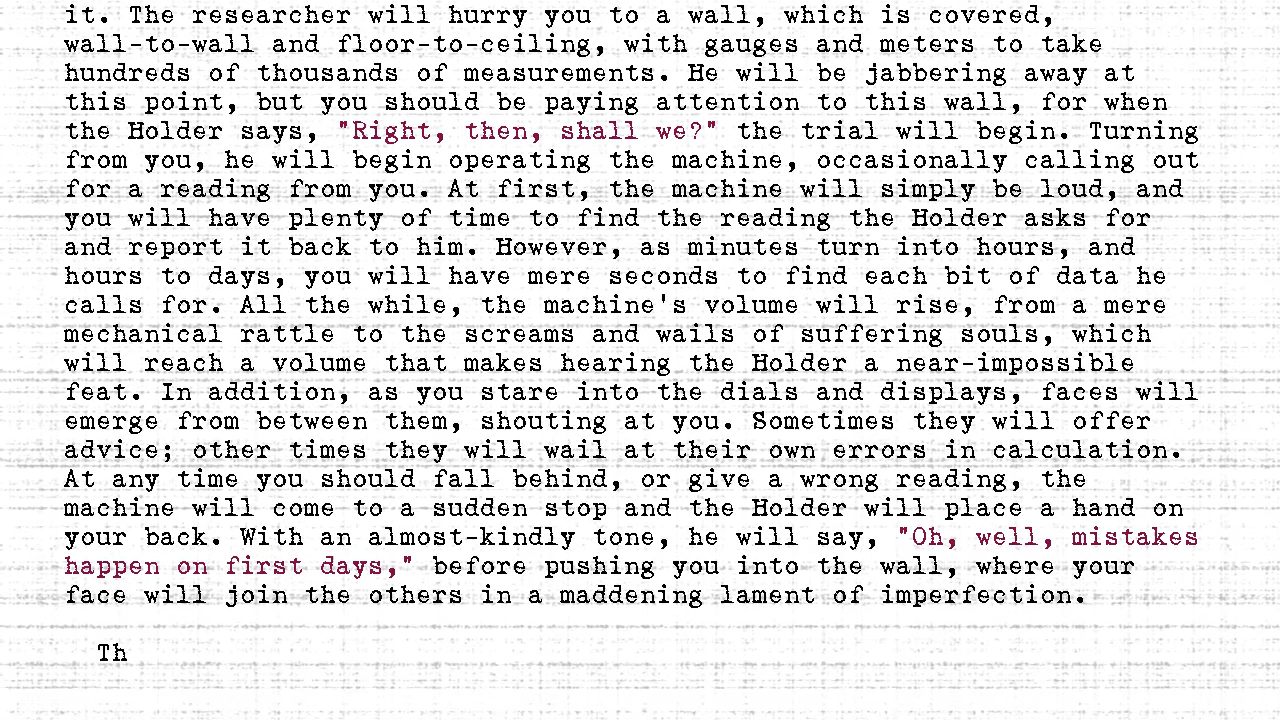 it. The researcher will hurry you to a wall, which is covered,
wall-to-wall and floor-to-ceiling, with gauges and meters to take
hundreds of thousands of measurements. He will be jabbering away at
this point, but you should be paying attention to this wall, for when
the Holder says, "Right, then, shall we?" the trial will begin. Turning
from you, he will begin operating the machine, occasionally calling out
for a reading from you. At first, the machine will simply be loud, and
you will have plenty of time to find the reading the Holder asks for
and report it back to him. However, as minutes turn into hours, and
hours to days, you will have mere seconds to find each bit of data he
calls for. All the while, the machine's volume will rise, from a mere
mechanical rattle to the screams and wails of suffering souls, which
will reach a volume that makes hearing the Holder a near-impossible
feat. In addition, as you stare into the dials and displays, faces will
emerge from between them, shouting at you. Sometimes they will offer
advice; other times they will wail at their own errors in calculation.
At any time you should fall behind, or give a wrong reading, the
machine will come to a sudden stop and the Holder will place a hand on
your back. With an almost-kindly tone, he will say, "Oh, well, mistakes
happen on first days," before pushing you into the wall, where your
face will join the others in a maddening lament of imperfection.
Th